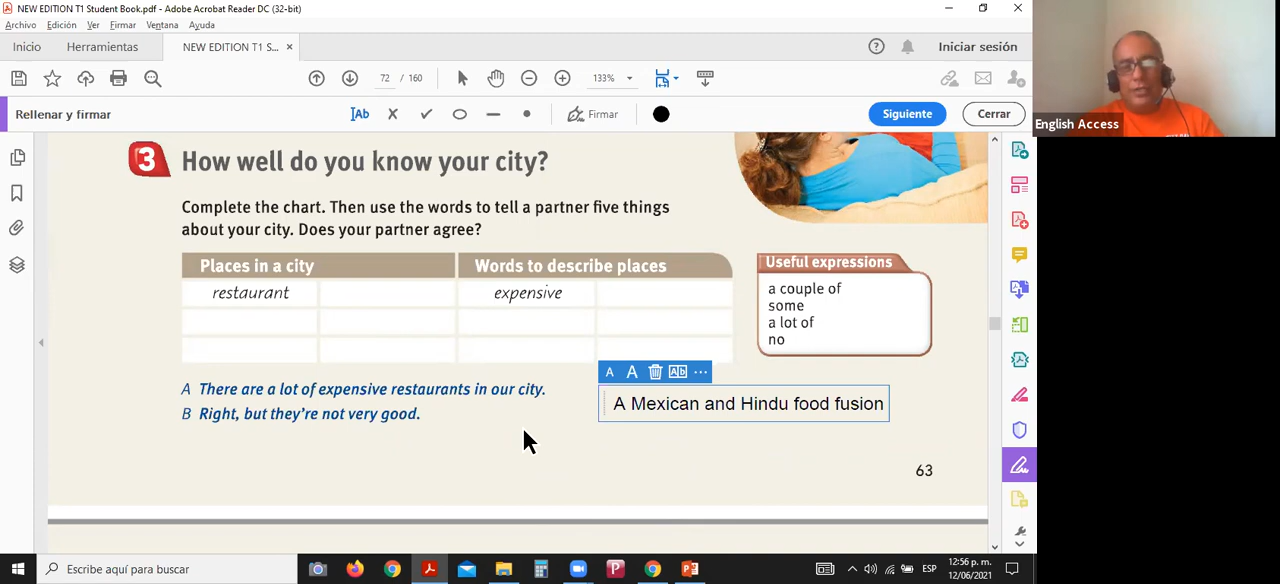 NEW EDITION T1 Student Book.pdf - Adobe Acrobat Reader DC (32-bit)
Archivo Edición Ver Firmar Ventana Ayuda
Inicio Herramientas NEW EDITION T1 S... × Iniciar sesión
72 / 160 133%
Rellenar y firmar IAb Firmar Siguiente Cerrar
English Access
3 How well do you know your city?
Complete the chart. Then use the words to tell a partner five things
about your city. Does your partner agree?
Places in a city Words to describe places
restaurant expensive
Useful expressions
a couple of
some
a lot of
no
A There are a lot of expensive restaurants in our city.
B Right, but they're not very good.
A A Ab ...
A Mexican and Hindu food fusion
63
Escribe aquí para buscar
ESP
12:56 p. m.
12/06/2021